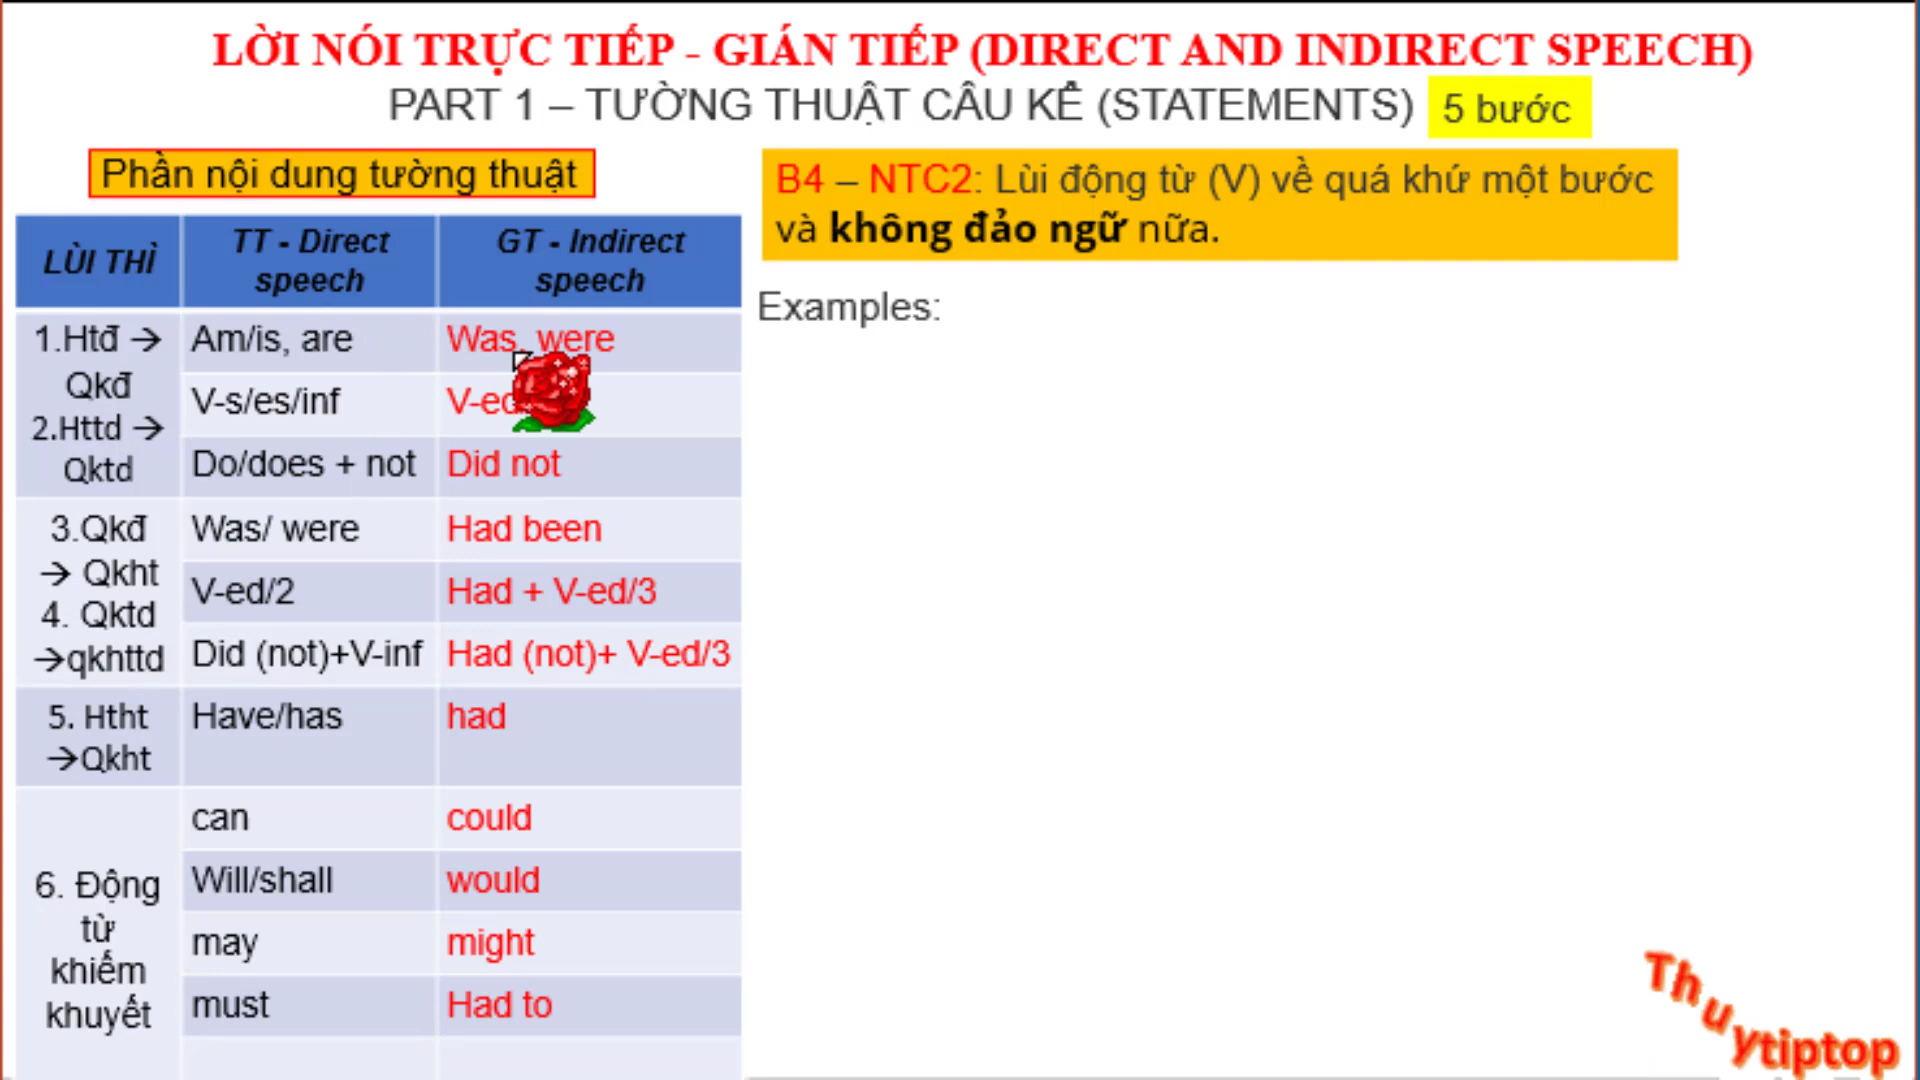 LỜI NÓI TRỰC TIẾP - GIÁN TIẾP (DIRECT AND INDIRECT SPEECH)
PART 1 – TƯỜNG THUẬT CÂU KỂ (STATEMENTS) 5 bước
Phần nội dung tường thuật
B4 – NTC2: Lùi động từ (V) về quá khứ một bước
và không đảo ngữ nữa.
Examples:
LÙI THÌ
TT - Direct
speech
GT - Indirect
speech
1.Htđ →
Qkđ
2.Httd →
Qktd
Am/is, are
Was, were
V-s/es/inf
Do/does + not
Did not
3.Qkđ
→ Qkht
4. Qktd
→qkhttd
Was/ were
Had been
V-ed/2
Had + V-ed/3
Did (not)+V-inf
Had (not)+ V-ed/3
5. Htht
→Qkht
Have/has
had
6. Động
từ
khiếm
khuyết
can
could
Will/shall
would
may
might
must
Had to
Thuytiptop